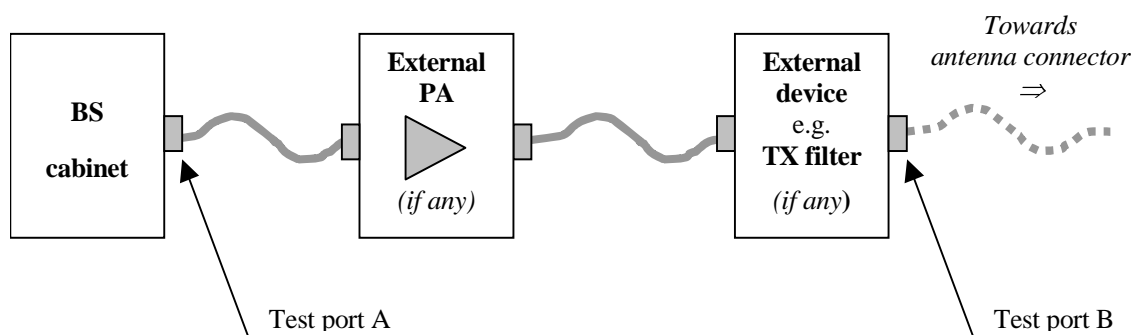 BS
cabinet
External
PA
(if any)
External
device
e.g.
TX filter
(if any)
Towards
antenna connector
⇒
Test port A
Test port B